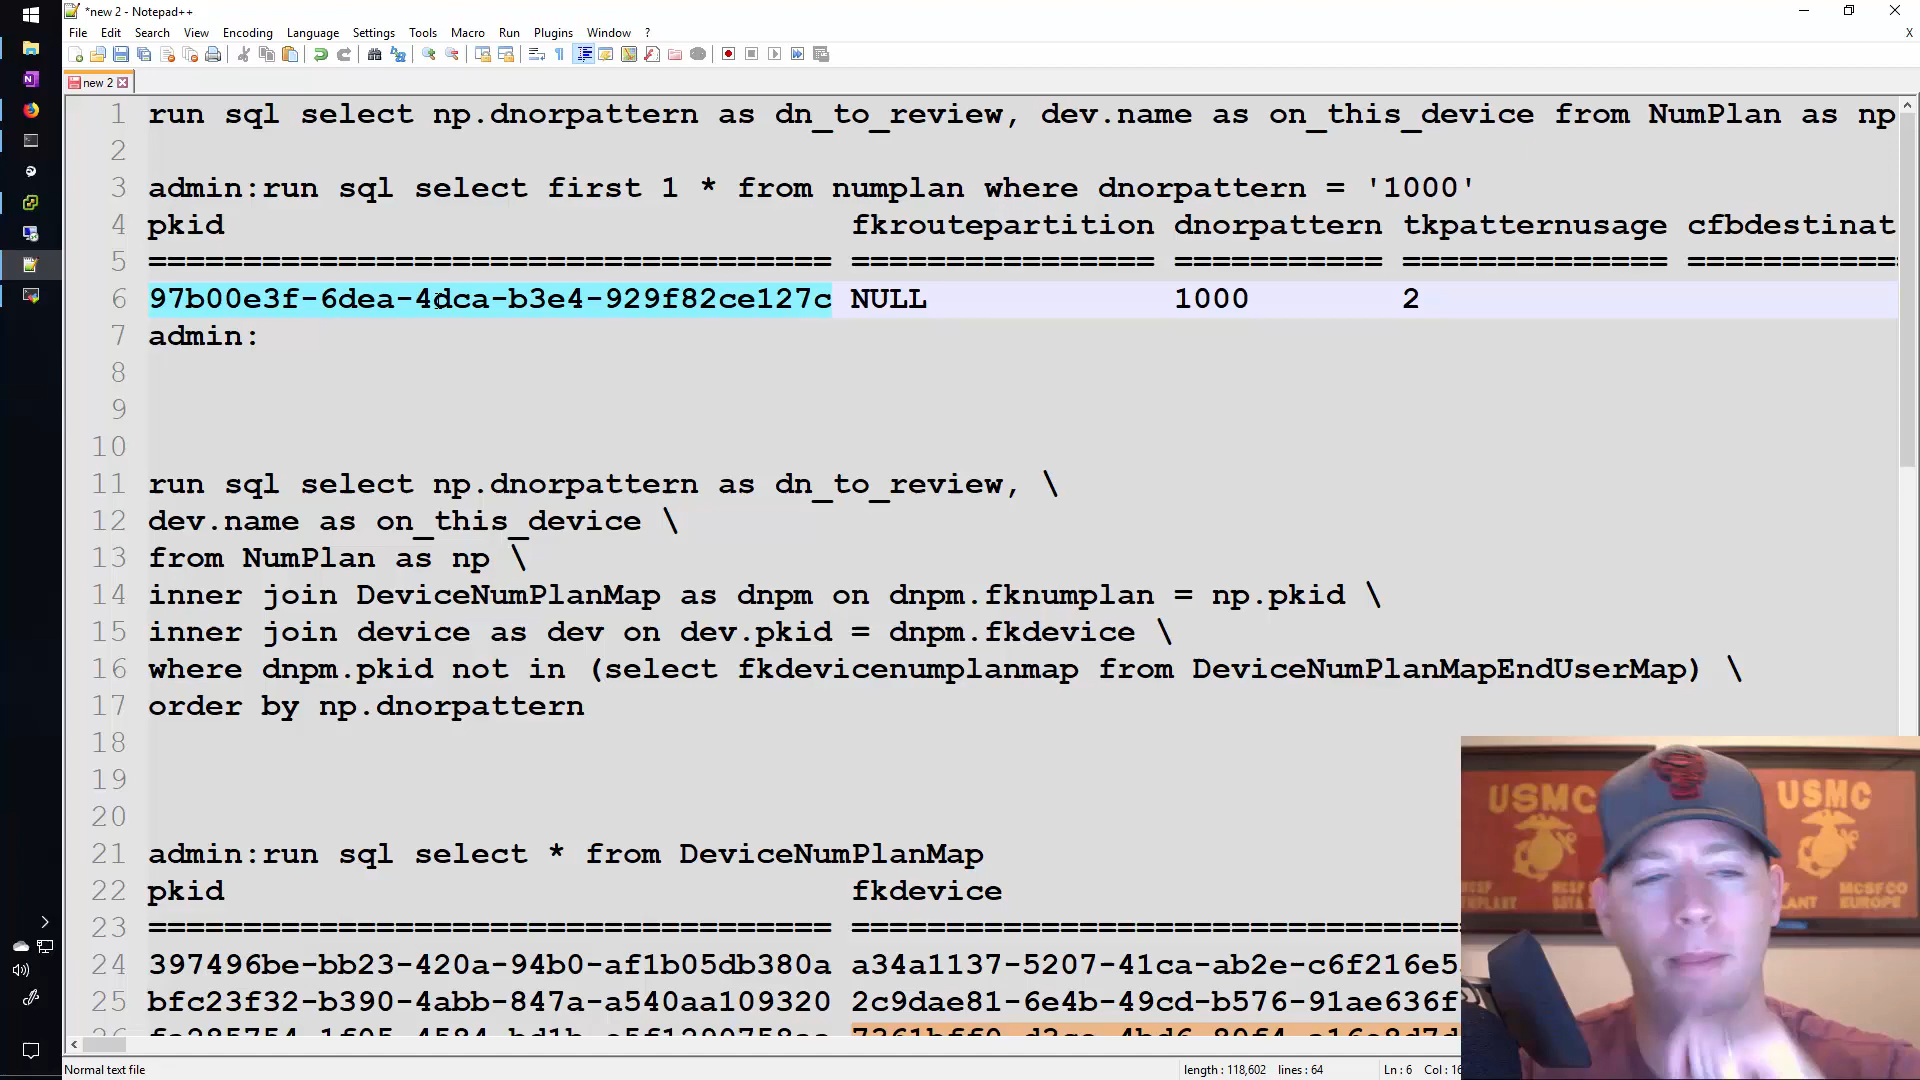 *new 2 - Notepad++
File Edit Search View Encoding Language Settings Tools Macro Run Plugins Window ? X
new 2
1 run sql select np.dnorpattern as dn_to_review, dev.name as on_this_device from NumPlan as np
2
3 admin:run sql select first 1 * from numplan where dnorpattern = '1000'
4 pkid fkroutepartition dnorpattern tkpatternusage cfbdestinat
5 ==================================== ================ =========== ============== ===========
6 97b00e3f-6dea-4dca-b3e4-929f82ce127c NULL 1000 2
7 admin:
8
9
10
11 run sql select np.dnorpattern as dn_to_review, \
12 dev.name as on_this_device \
13 from NumPlan as np \
14 inner join DeviceNumPlanMap as dnpm on dnpm.fknumplan = np.pkid \
15 inner join device as dev on dev.pkid = dnpm.fkdevice \
16 where dnpm.pkid not in (select fkdevicenumplanmap from DeviceNumPlanMapEndUserMap) \
17 order by np.dnorpattern
18
19
20
21 admin:run sql select * from DeviceNumPlanMap
22 pkid fkdevice
23 ==================================== ================================
24 397496be-bb23-420a-94b0-af1b05db380a a34a1137-5207-41ca-ab2e-c6f216e5
25 bfc23f32-b390-4abb-847a-a540aa109320 2c9dae81-6e4b-49cd-b576-91ae636f
USMC USMC
MCSFCO
EUROPE
Normal text file length : 118,602 lines : 64 Ln : 6 Col : 16